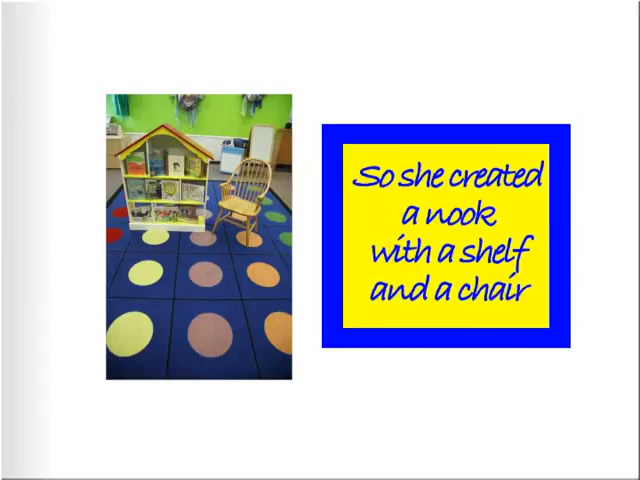 So she created
a nook
with a shelf
and a chair